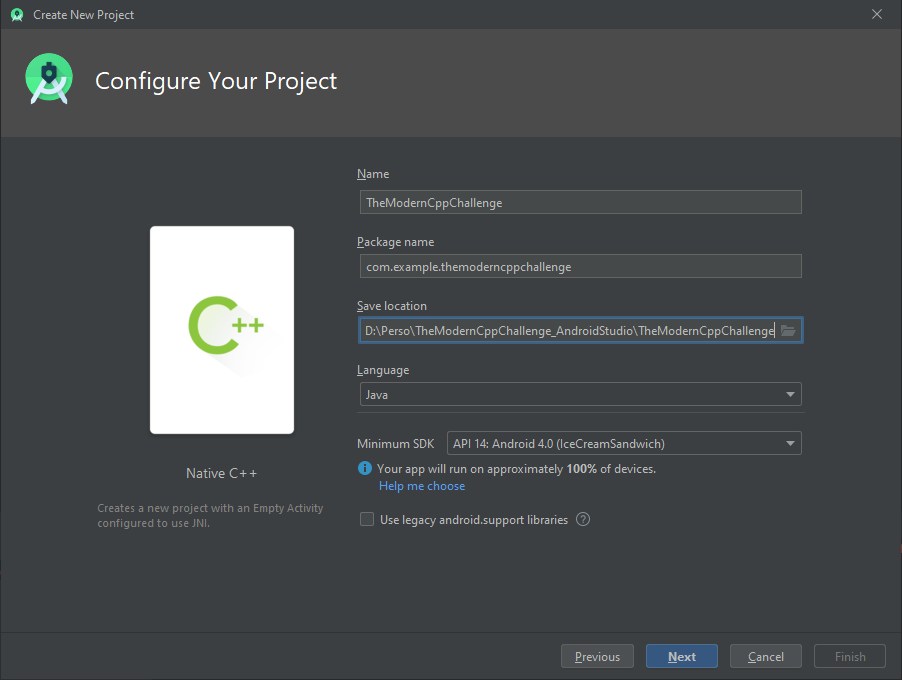 Create New Project
Configure Your Project
Name
TheModernCppChallenge
Package name
com.example.themoderncppchallenge
Save location
D:\Perso\TheModernCppChallenge_AndroidStudio\TheModernCppChallenge
Language
Java
Minimum SDK
API 14: Android 4.0 (IceCreamSandwich)
Your app will run on approximately 100% of devices.
Help me choose
Use legacy android.support libraries
C++
Native C++
Creates a new project with an Empty Activity
configured to use JNI.
Previous
Next
Cancel
Finish